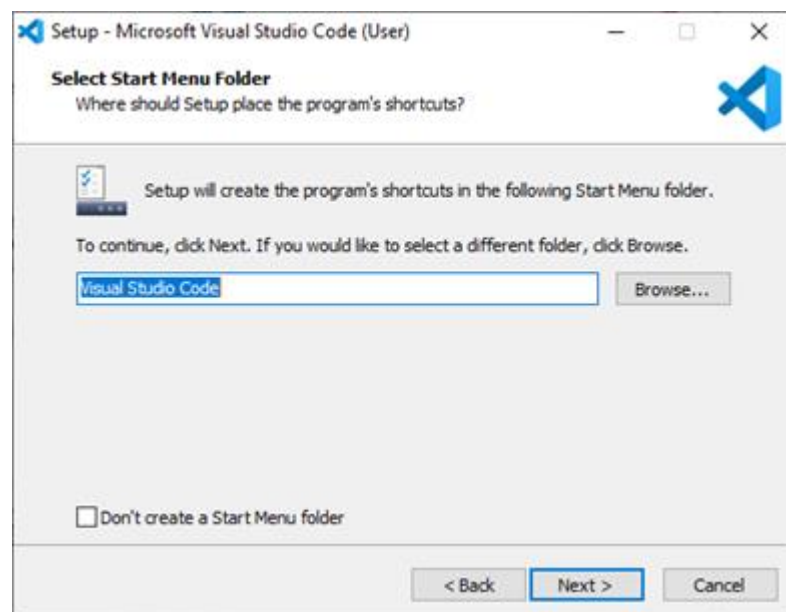 Setup - Microsoft Visual Studio Code (User)
Select Start Menu Folder
Where should Setup place the program's shortcuts?
Setup will create the program's shortcuts in the following Start Menu folder.
To continue, click Next. If you would like to select a different folder, click Browse.
Visual Studio Code
Browse...
Don't create a Start Menu folder
< Back
Next >
Cancel